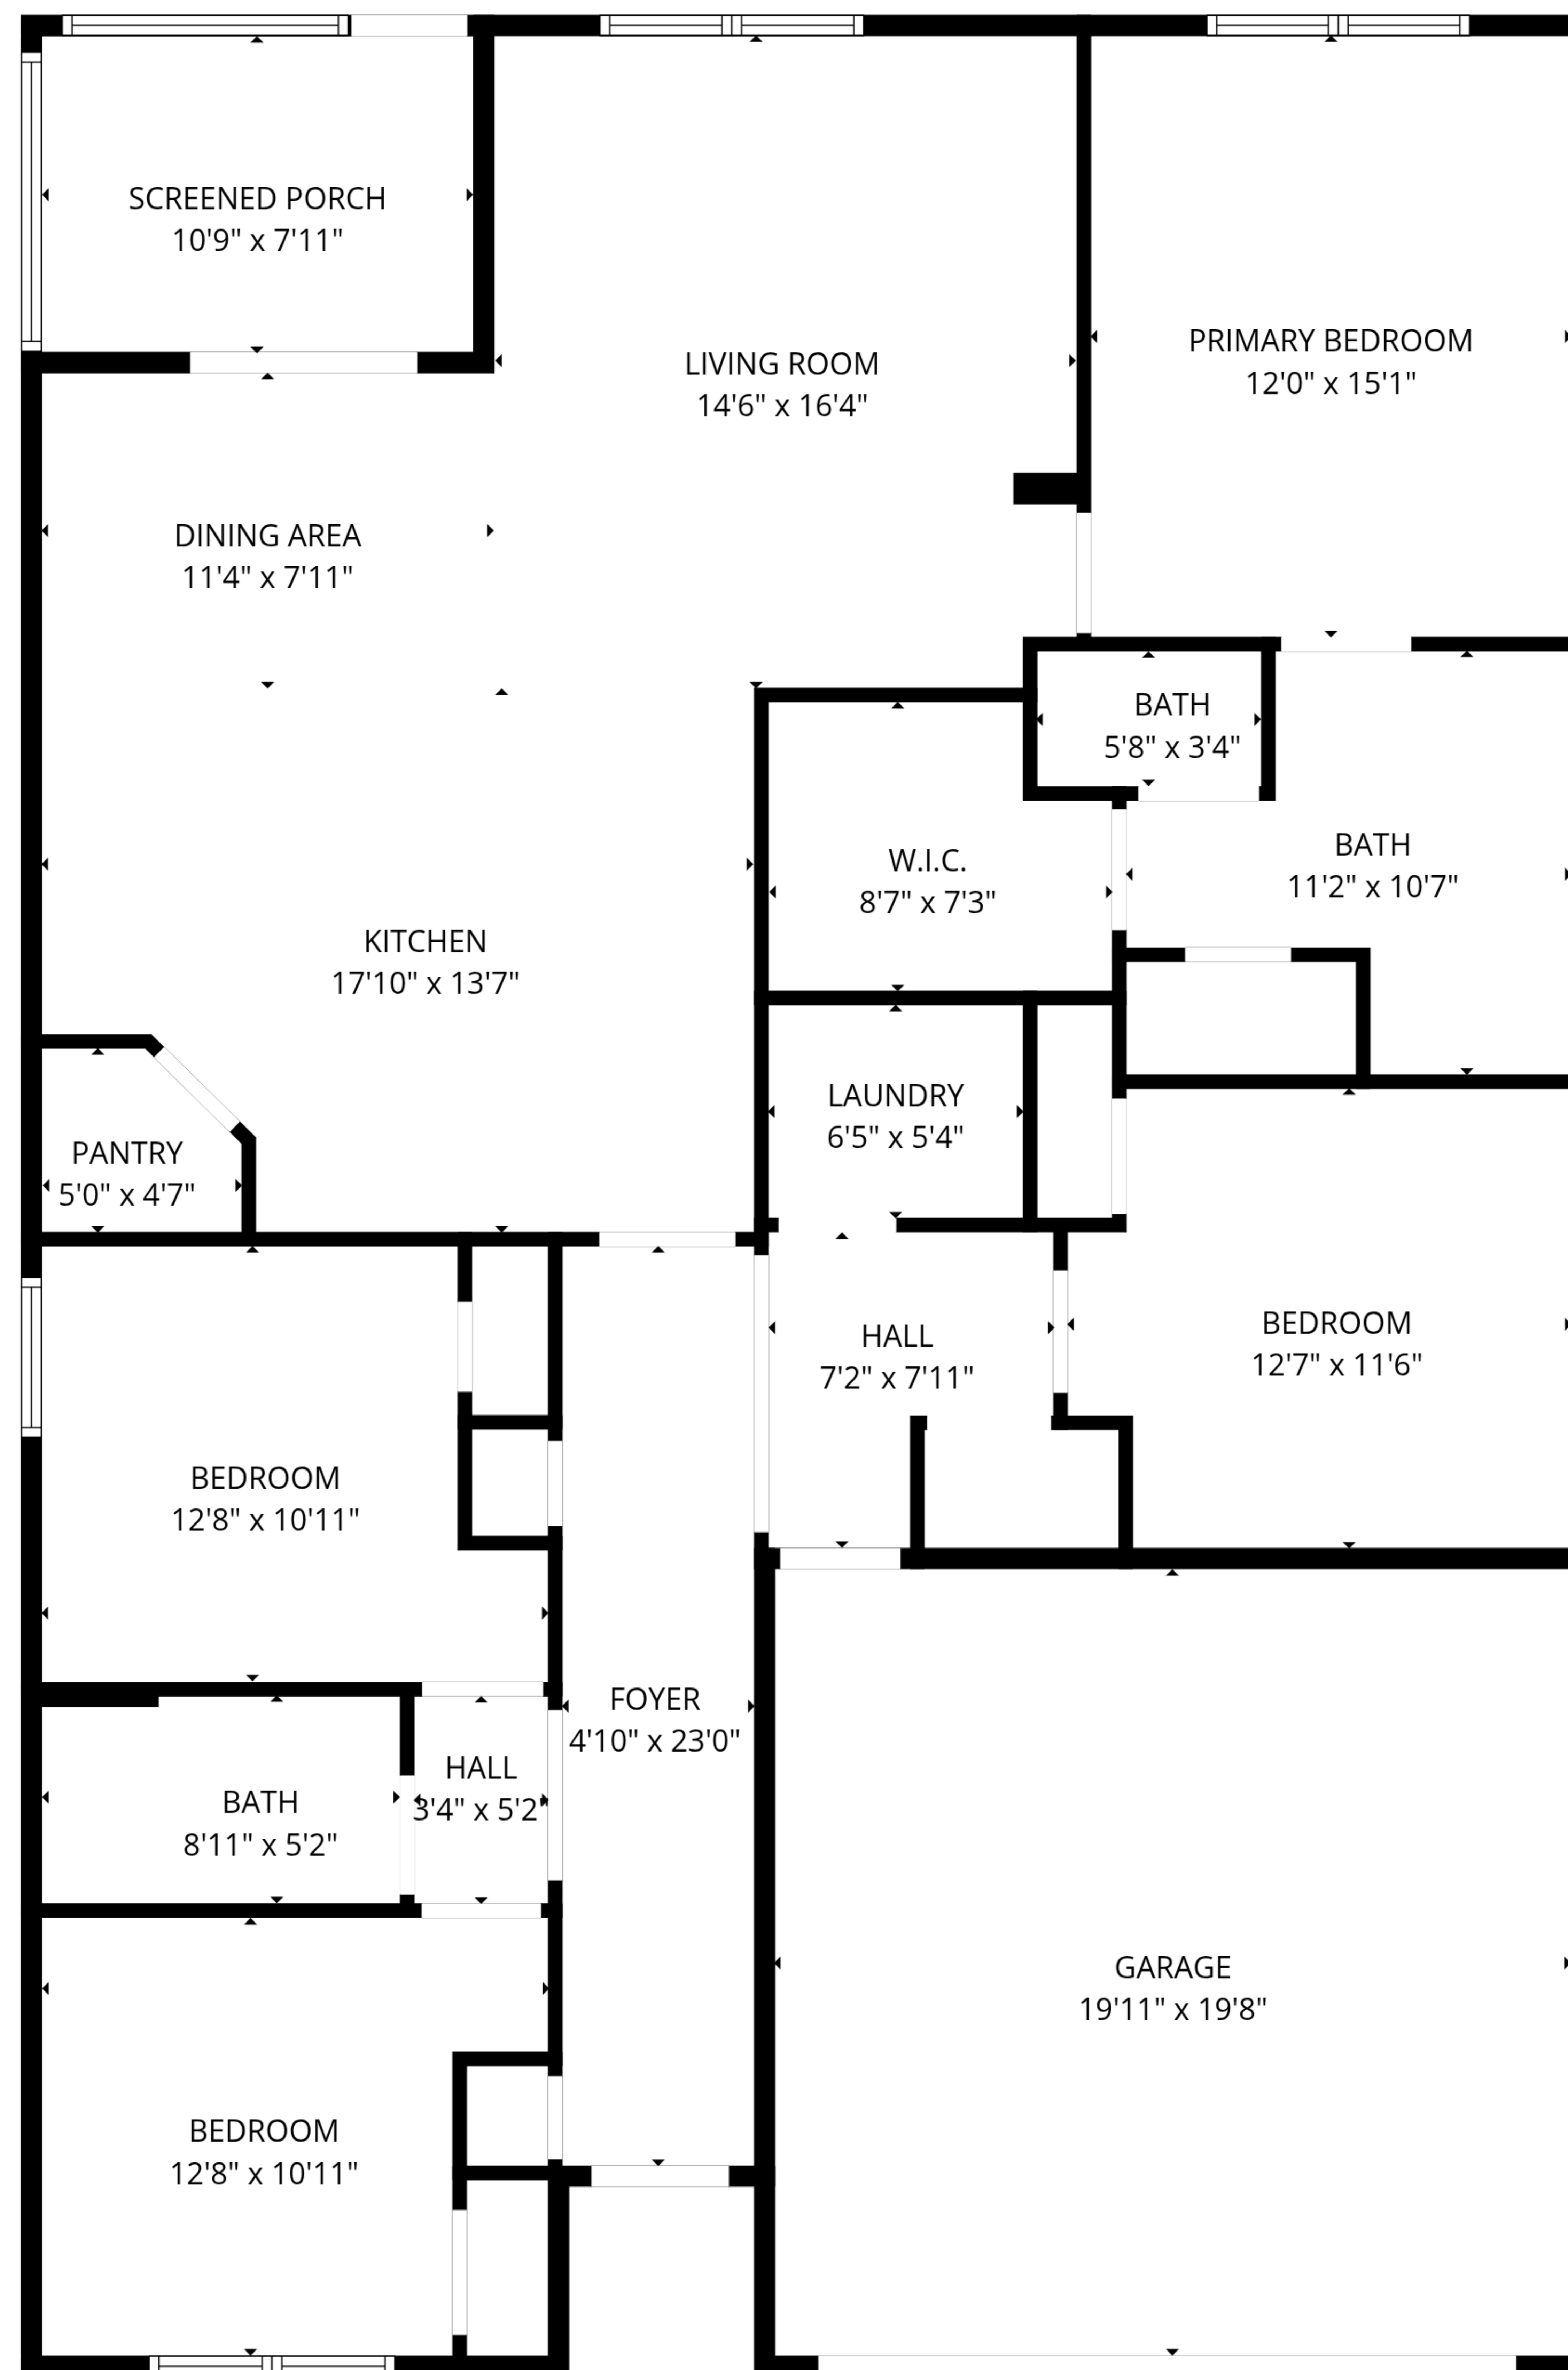 SCREENED PORCH
10'9" x 7'11"
LIVING ROOM
14'6" x 16'4"
PRIMARY BEDROOM
12'0" x 15'1"
DINING AREA
11'4" x 7'11"
BATH
5'8" x 3'4"
W.I.C.
8'7" x 7'3"
BATH
11'2" x 10'7"
KITCHEN
17'10" x 13'7"
LAUNDRY
6'5" x 5'4"
PANTRY
5'0" x 4'7"
HALL
7'2" x 7'11"
BEDROOM
12'7" x 11'6"
BEDROOM
12'8" x 10'11"
FOYER
4'10" x 23'0"
HALL
3'4" x 5'2"
BATH
8'11" x 5'2"
GARAGE
19'11" x 19'8"
BEDROOM
12'8" x 10'11"